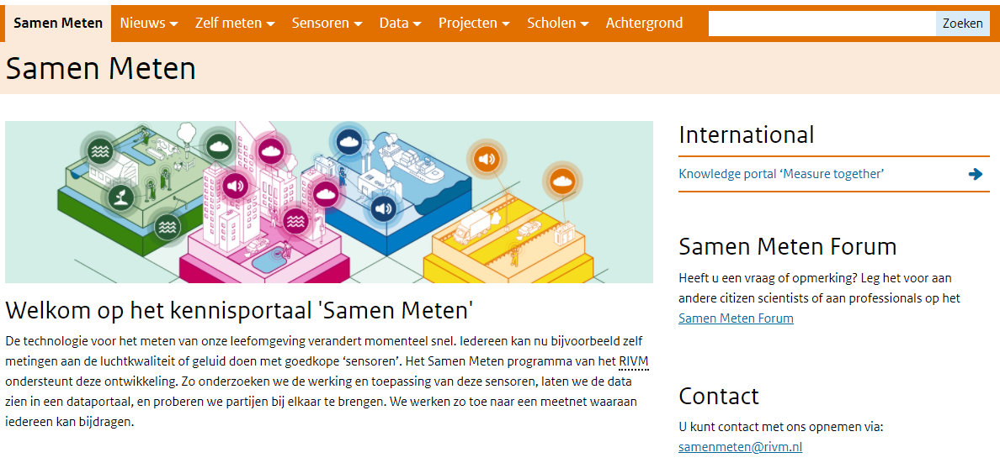 Samen Meten Nieuws Zelf meten Sensoren Data Projecten Scholen Achtergrond Zoeken
Samen Meten
Welkom op het kennisportaal 'Samen Meten'
De technologie voor het meten van onze leefomgeving verandert momenteel snel. Iedereen kan nu bijvoorbeeld zelf
metingen aan de luchtkwaliteit of geluid doen met goedkope ‘sensoren’. Het Samen Meten programma van het RIVM
ondersteunt deze ontwikkeling. Zo onderzoeken we de werking en toepassing van deze sensoren, laten we de data
zien in een dataportaal, en proberen we partijen bij elkaar te brengen. We werken zo toe naar een meetnet waaraan
iedereen kan bijdragen.
International
Knowledge portal ‘Measure together’
Samen Meten Forum
Heeft u een vraag of opmerking? Leg het voor aan
andere citizen scientists of aan professionals op het
Samen Meten Forum
Contact
U kunt contact met ons opnemen via:
samenmeten@rivm.nl